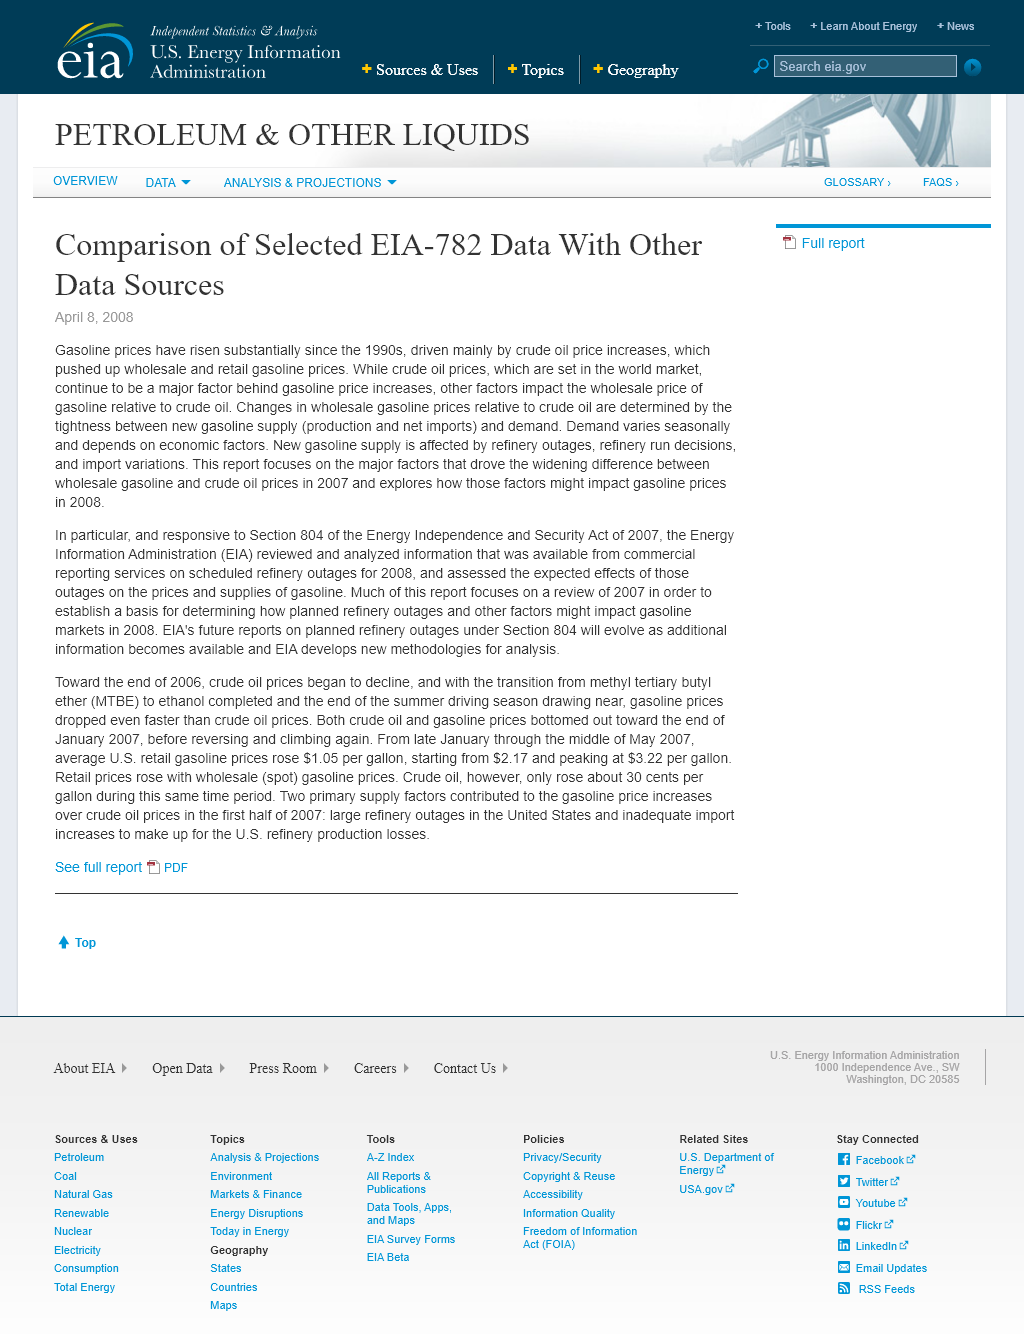 + Tools + Learn About Energy + News
eia
Independent Statistics & Analysis
U.S. Energy Information
Administration
+ Sources & Uses + Topics + Geography
Search eia.gov
PETROLEUM & OTHER LIQUIDS
OVERVIEW DATA ANALYSIS & PROJECTIONS GLOSSARY › FAQS ›
Comparison of Selected EIA-782 Data With Other
Data Sources
Full report
April 8, 2008
Gasoline prices have risen substantially since the 1990s, driven mainly by crude oil price increases, which
pushed up wholesale and retail gasoline prices. While crude oil prices, which are set in the world market,
continue to be a major factor behind gasoline price increases, other factors impact the wholesale price of
gasoline relative to crude oil. Changes in wholesale gasoline prices relative to crude oil are determined by the
tightness between new gasoline supply (production and net imports) and demand. Demand varies seasonally
and depends on economic factors. New gasoline supply is affected by refinery outages, refinery run decisions,
and import variations. This report focuses on the major factors that drove the widening difference between
wholesale gasoline and crude oil prices in 2007 and explores how those factors might impact gasoline prices
in 2008.
In particular, and responsive to Section 804 of the Energy Independence and Security Act of 2007, the Energy
Information Administration (EIA) reviewed and analyzed information that was available from commercial
reporting services on scheduled refinery outages for 2008, and assessed the expected effects of those
outages on the prices and supplies of gasoline. Much of this report focuses on a review of 2007 in order to
establish a basis for determining how planned refinery outages and other factors might impact gasoline
markets in 2008. EIA's future reports on planned refinery outages under Section 804 will evolve as additional
information becomes available and EIA develops new methodologies for analysis.
Toward the end of 2006, crude oil prices began to decline, and with the transition from methyl tertiary butyl
ether (MTBE) to ethanol completed and the end of the summer driving season drawing near, gasoline prices
dropped even faster than crude oil prices. Both crude oil and gasoline prices bottomed out toward the end of
January 2007, before reversing and climbing again. From late January through the middle of May 2007,
average U.S. retail gasoline prices rose $1.05 per gallon, starting from $2.17 and peaking at $3.22 per gallon.
Retail prices rose with wholesale (spot) gasoline prices. Crude oil, however, only rose about 30 cents per
gallon during this same time period. Two primary supply factors contributed to the gasoline price increases
over crude oil prices in the first half of 2007: large refinery outages in the United States and inadequate import
increases to make up for the U.S. refinery production losses.
See full report PDF
Top
About EIA Open Data Press Room Careers Contact Us
U.S. Energy Information Administration
1000 Independence Ave., SW
Washington, DC 20585
Sources & Uses
Petroleum
Coal
Natural Gas
Renewable
Nuclear
Electricity
Consumption
Total Energy
Topics
Analysis & Projections
Environment
Markets & Finance
Energy Disruptions
Today in Energy
Geography
States
Countries
Maps
Tools
A-Z Index
All Reports &
Publications
Data Tools, Apps,
and Maps
EIA Survey Forms
EIA Beta
Policies
Privacy/Security
Copyright & Reuse
Accessibility
Information Quality
Freedom of Information
Act (FOIA)
Related Sites
U.S. Department of
Energy
USA.gov
Stay Connected
Facebook
Twitter
Youtube
Flickr
LinkedIn
Email Updates
RSS Feeds